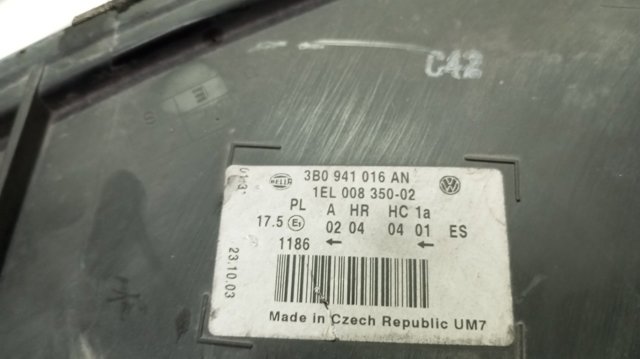 C42
3B0 941 016 AN
HELLA
1EL 008 350-02
PL A HR HC 1a
17.5 E1 02 04 04 01 ES
1186 ← ←
23.10.03
Made in Czech Republic UM7